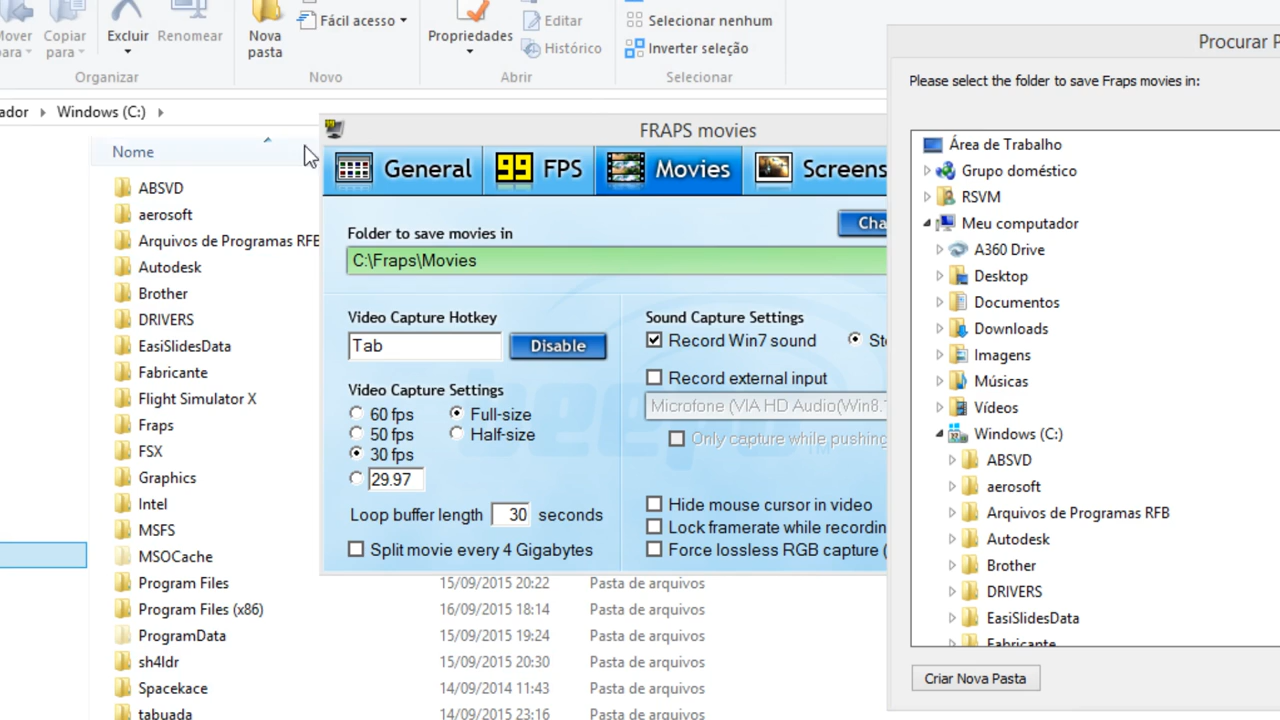 Mover para
Copiar para
Excluir
Renomear
Organizar
Nova pasta
Fácil acesso
Novo
Propriedades
Editar
Histórico
Abrir
Selecionar nenhum
Inverter seleção
Selecionar
ador Windows (C:)
Nome
ABSVD
aerosoft
Arquivos de Programas RFB
Autodesk
Brother
DRIVERS
EasiSlidesData
Fabricante
Flight Simulator X
Fraps
FSX
Graphics
Intel
MSFS
MSOCache
Program Files 15/09/2015 20:22 Pasta de arquivos
Program Files (x86) 16/09/2015 18:14 Pasta de arquivos
ProgramData 15/09/2015 19:24 Pasta de arquivos
sh4ldr 15/09/2015 20:30 Pasta de arquivos
Spacekace 14/09/2014 11:43 Pasta de arquivos
tabuada 14/09/2015 23:16 Pasta de arquivos
FRAPS movies
General 99 FPS Movies Screens
Folder to save movies in
Cha
C:\Fraps\Movies
Video Capture Hotkey
Tab Disable
Video Capture Settings
60 fps Full-size
50 fps Half-size
30 fps
29.97
Loop buffer length 30 seconds
Split movie every 4 Gigabytes
Sound Capture Settings
Record Win7 sound St
Record external input
Microfone (VIA HD Audio(Win8.
Only capture while pushing
Hide mouse cursor in video
Lock framerate while recordin
Force lossless RGB capture (
beepa™
Procurar P
Please select the folder to save Fraps movies in:
Área de Trabalho
Grupo doméstico
RSVM
Meu computador
A360 Drive
Desktop
Documentos
Downloads
Imagens
Músicas
Vídeos
Windows (C:)
ABSVD
aerosoft
Arquivos de Programas RFB
Autodesk
Brother
DRIVERS
EasiSlidesData
Fabricante
Criar Nova Pasta